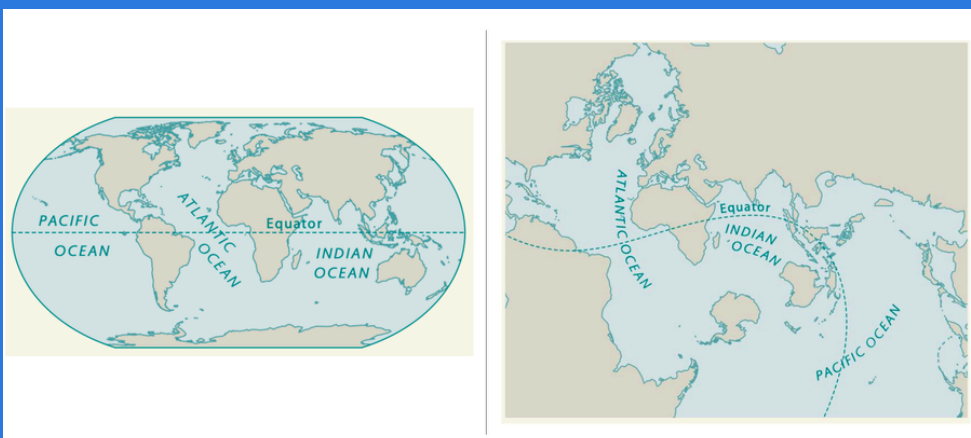 PACIFIC
OCEAN
ATLANTIC
OCEAN
Equator
INDIAN
OCEAN
ATLANTIC OCEAN
Equator
INDIAN
OCEAN
PACIFIC OCEAN